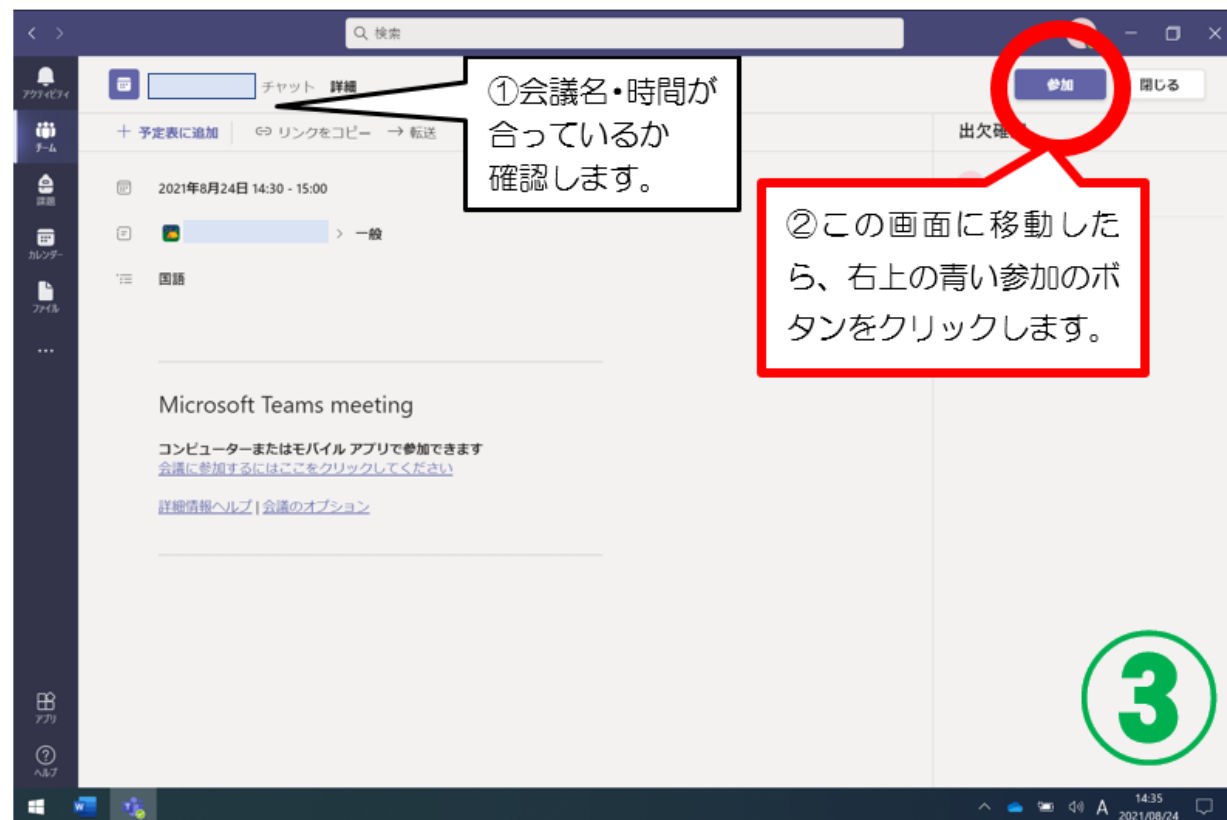 検索
アクティビティ
チーム
課題
カレンダー
ファイル
…
アプリ
ヘルプ
チャット 詳細
参加
閉じる
＋ 予定表に追加
リンクをコピー
→ 転送
2021年8月24日 14:30 - 15:00
> 一般
国語
①会議名・時間が
合っているか
確認します。
出欠確
②この画面に移動した
ら、右上の青い参加のボ
タンをクリックします。
Microsoft Teams meeting
コンピューターまたはモバイル アプリで参加できます
会議に参加するにはここをクリックしてください
詳細情報ヘルプ | 会議のオプション
3
A
14:35
2021/08/24